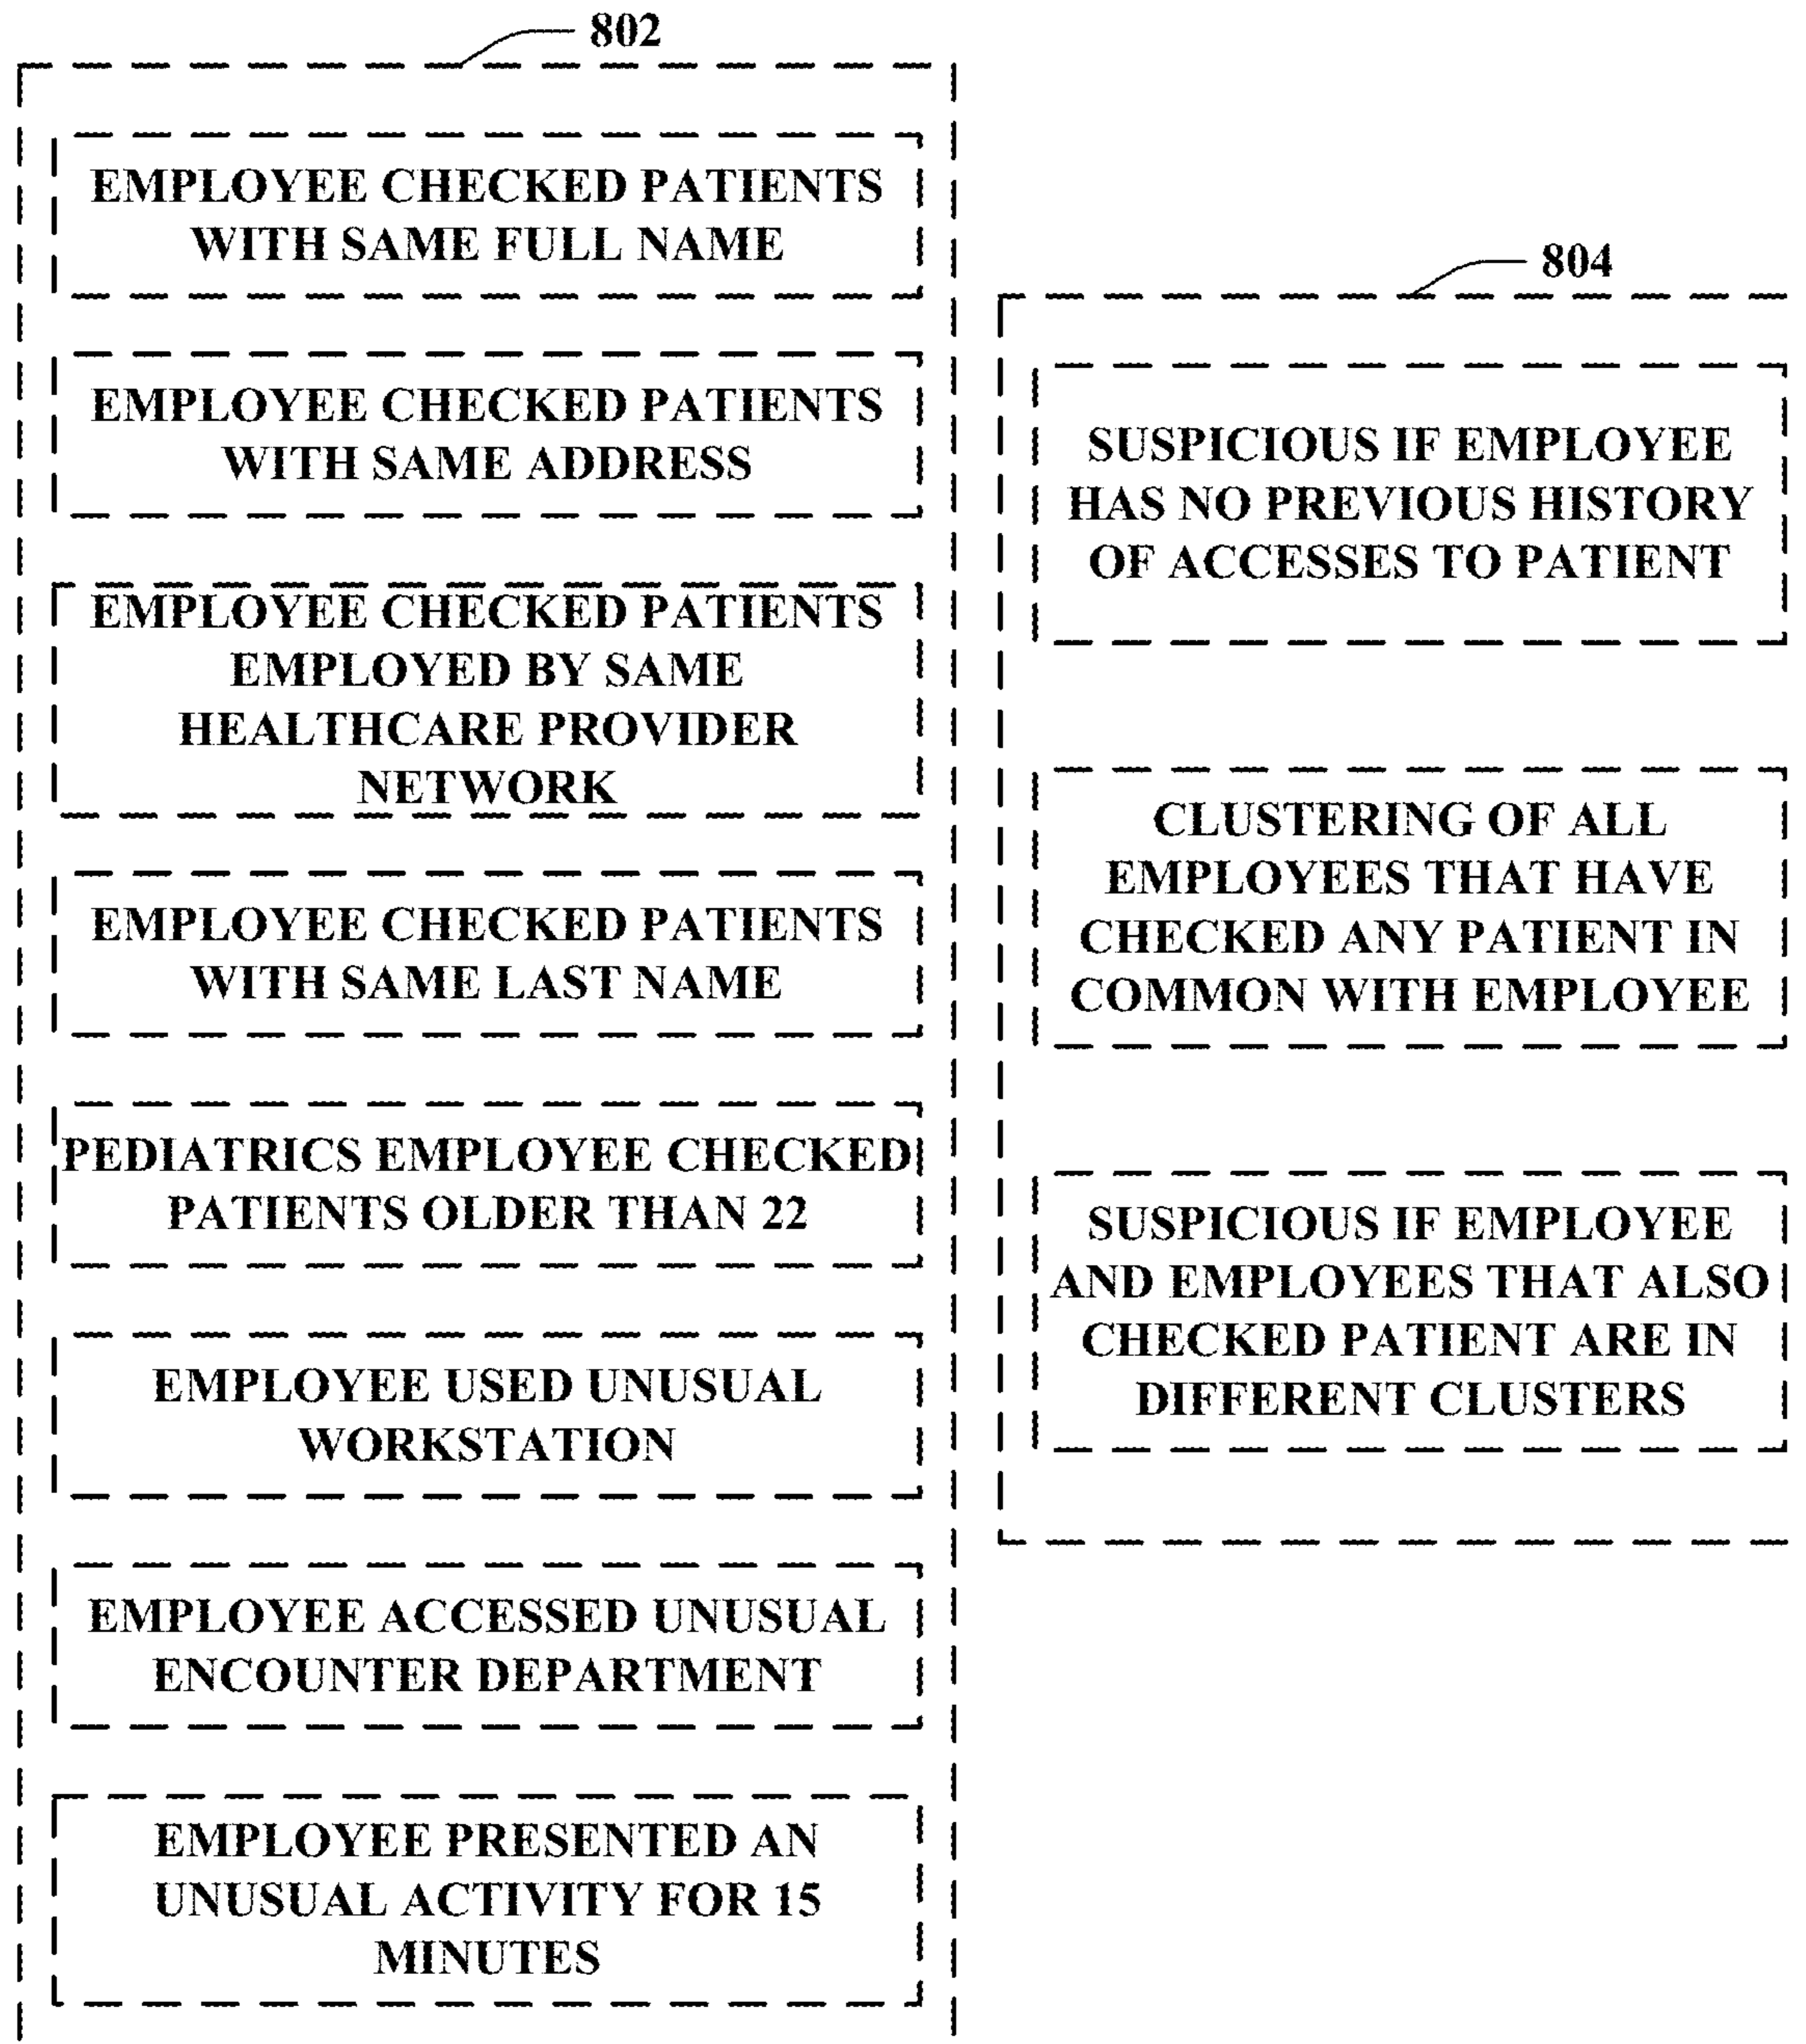 802
EMPLOYEE CHECKED PATIENTS
WITH SAME FULL NAME
EMPLOYEE CHECKED PATIENTS
WITH SAME ADDRESS
EMPLOYEE CHECKED PATIENTS
EMPLOYED BY SAME
HEALTHCARE PROVIDER
NETWORK
EMPLOYEE CHECKED PATIENTS
WITH SAME LAST NAME
PEDIATRICS EMPLOYEE CHECKED
PATIENTS OLDER THAN 22
EMPLOYEE USED UNUSUAL
WORKSTATION
EMPLOYEE ACCESSED UNUSUAL
ENCOUNTER DEPARTMENT
EMPLOYEE PRESENTED AN
UNUSUAL ACTIVITY FOR 15
MINUTES
804
SUSPICIOUS IF EMPLOYEE
HAS NO PREVIOUS HISTORY
OF ACCESSES TO PATIENT
CLUSTERING OF ALL
EMPLOYEES THAT HAVE
CHECKED ANY PATIENT IN
COMMON WITH EMPLOYEE
SUSPICIOUS IF EMPLOYEE
AND EMPLOYEES THAT ALSO
CHECKED PATIENT ARE IN
DIFFERENT CLUSTERS